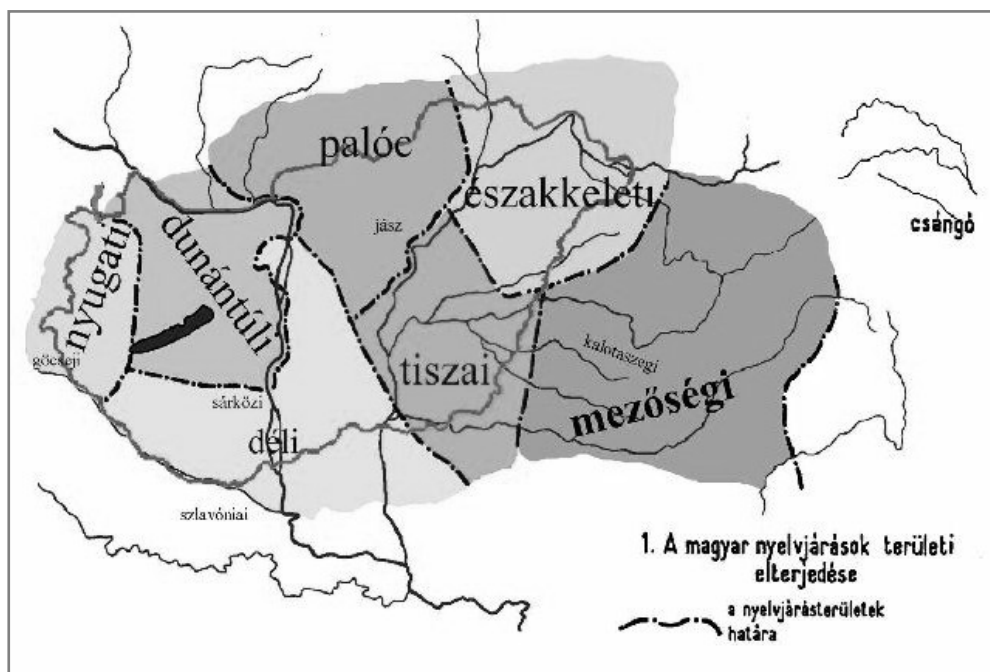 palóc
északkeleti
csángó
jász
nyugati
dunántúli
kalotaszegi
tiszai
göcseji
sárközi
mezőségi
déli
szlavóniai
1. A magyar nyelvjárások területi
elterjedése
a nyelvjárásterületek
határa